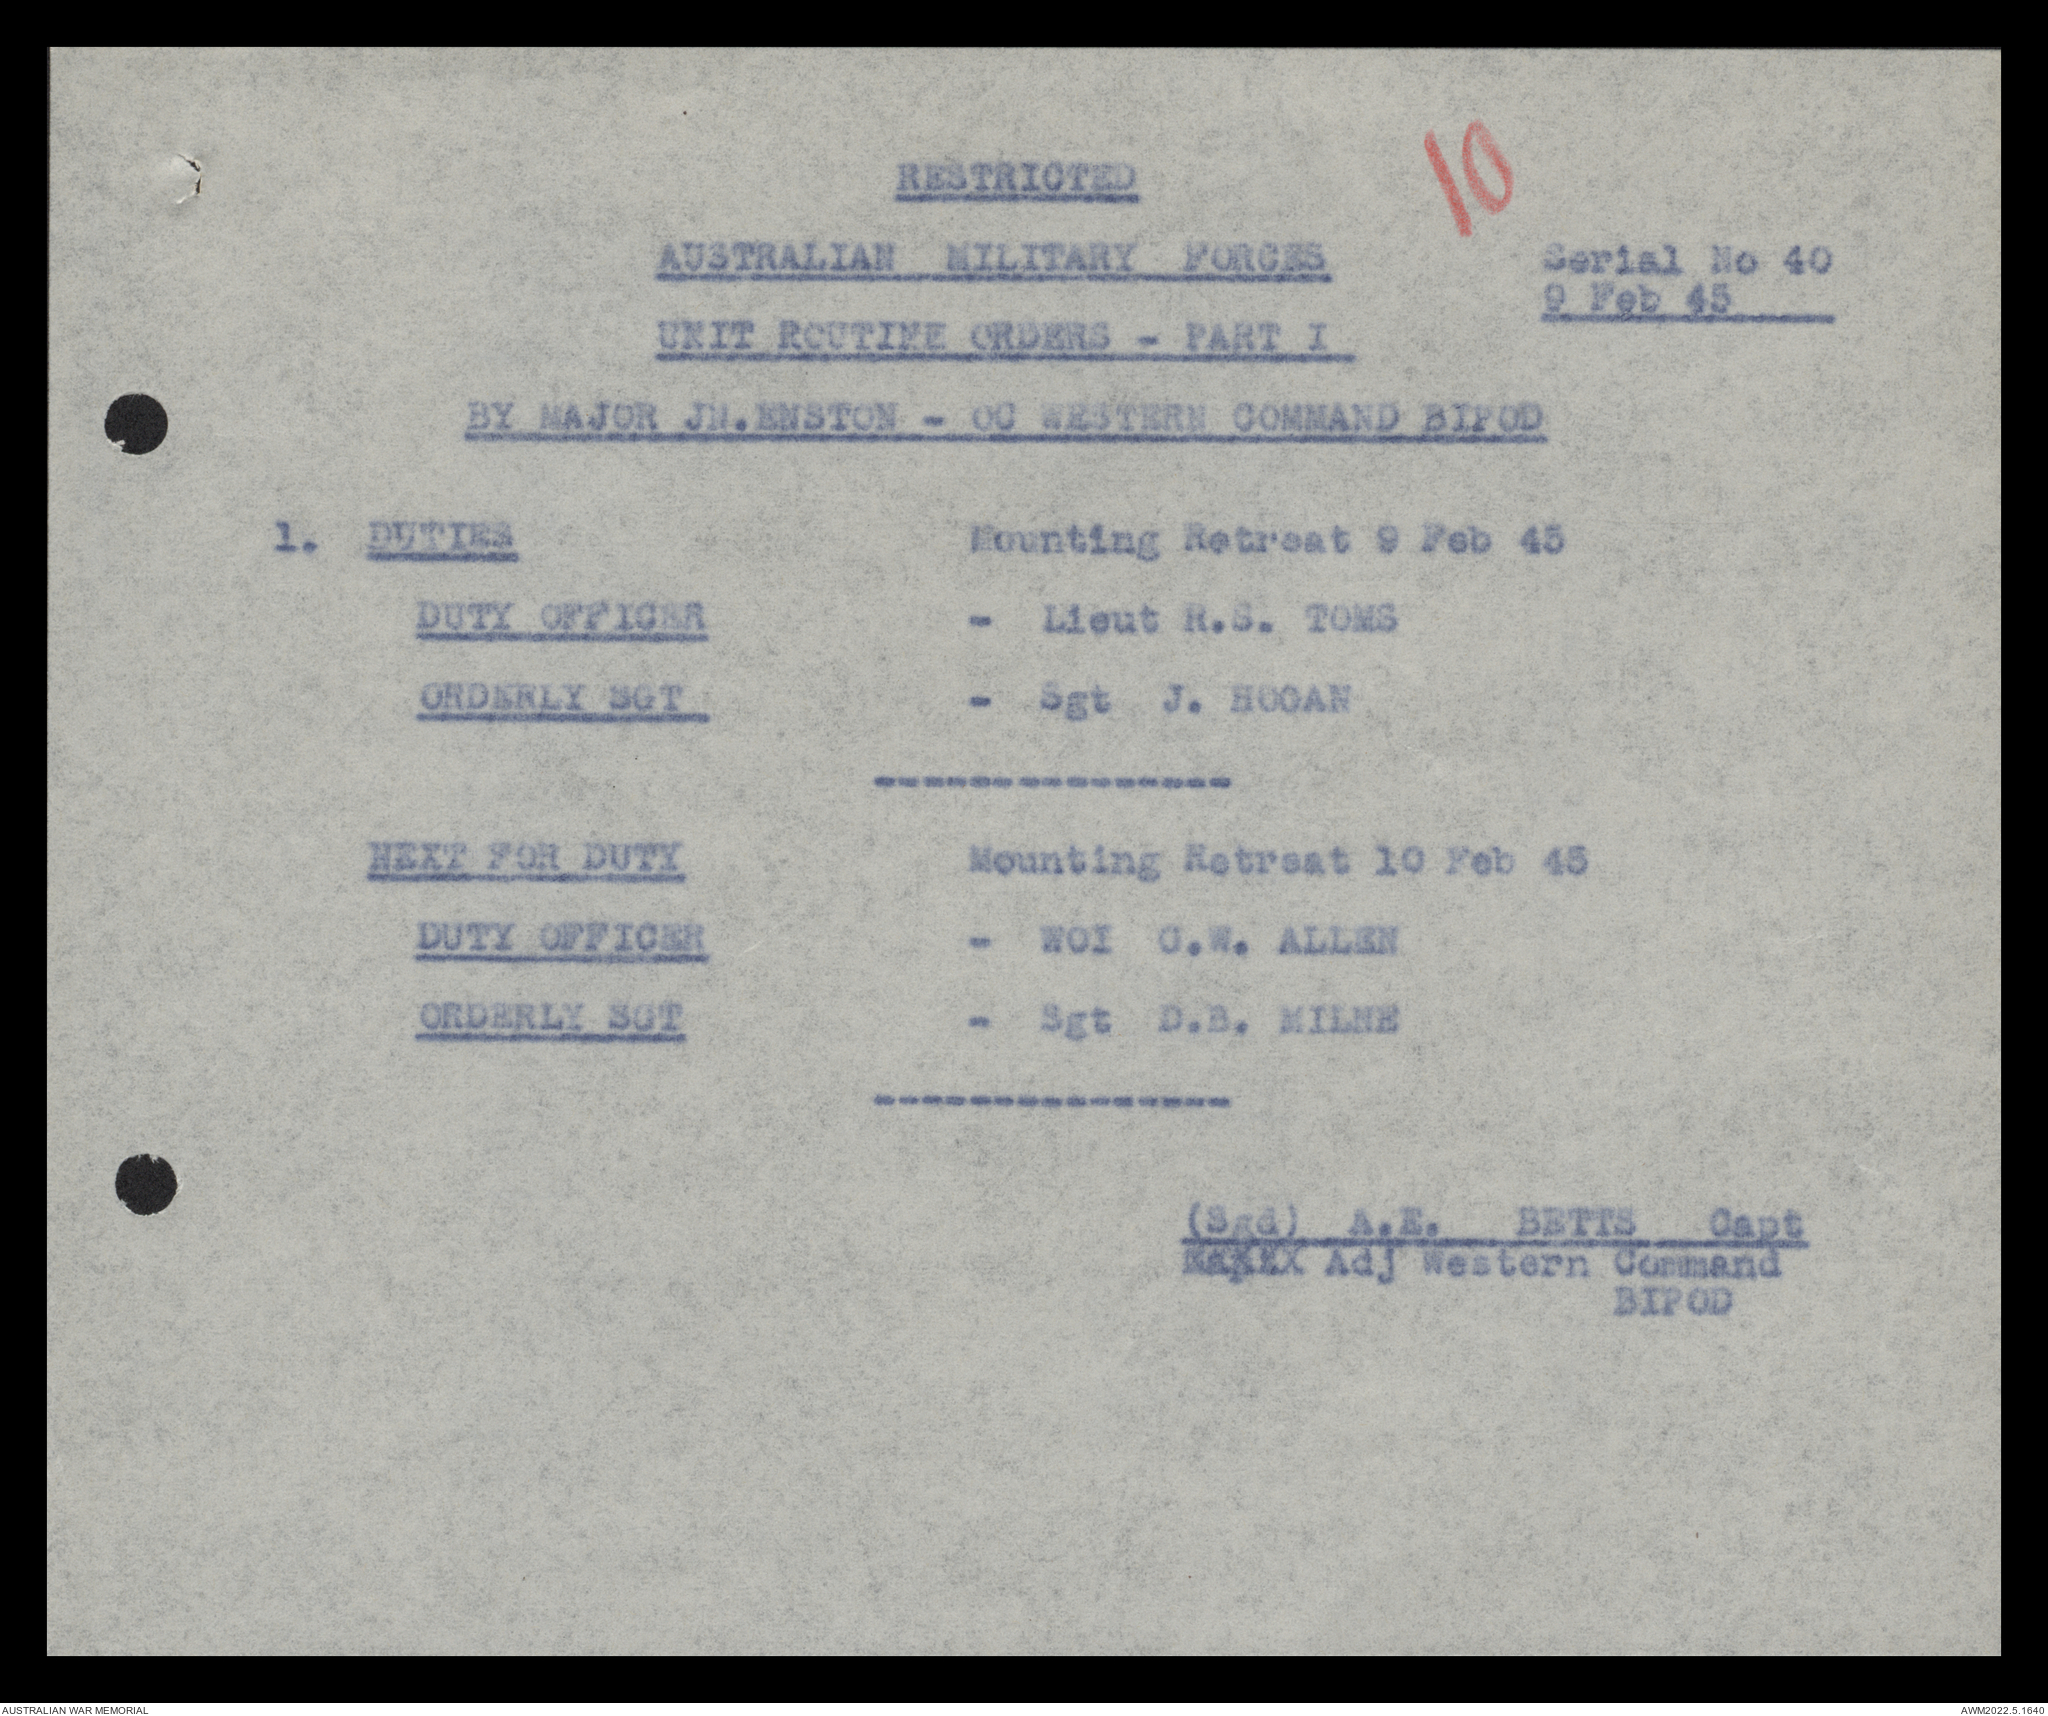 RESTRICTED
10
AUSTRALIAN MILITARY FORCES
Serial No 40
9 Feb 45
UNIT ROUTINE ORDERS - PART I
BY MAJOR JN.ENSTON - OC WESTERN COMMAND BIPOD
1. DUTIES Mounting Retreat 9 Feb 45
DUTY OFFICER - Lieut R.S. TOMS
ORDERLY SGT - Sgt J. HOGAN
---------------
NEXT FOR DUTY Mounting Retreat 10 Feb 45
DUTY OFFICER - WOI G.W. ALLEN
ORDERLY SGT - Sgt D.B. MILNE
---------------
(Sgd) A.E. BETTS Capt
Adj Western Command
BIPOD
AUSTRALIAN WAR MEMORIAL
AWM2022.5.1640